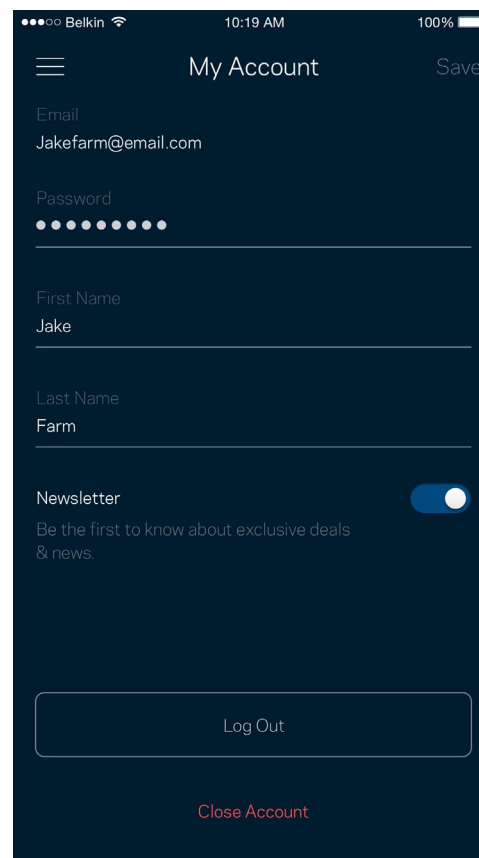 Belkin 10:19 AM 100%
My Account Save
Email
Jakefarm@email.com
Password
First Name
Jake
Last Name
Farm
Newsletter
Be the first to know about exclusive deals
& news.
Log Out
Close Account